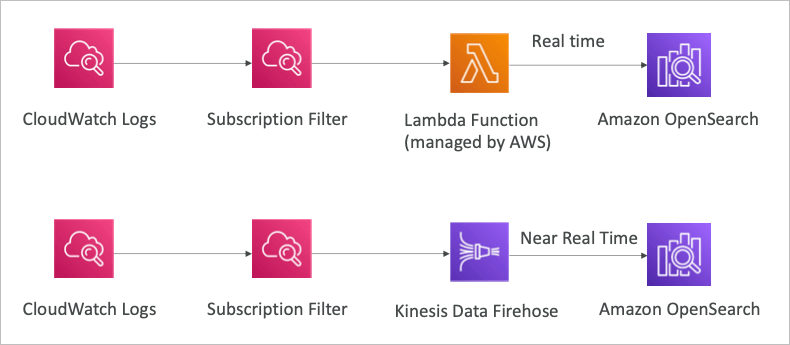 Real time
CloudWatch Logs
Subscription Filter
Lambda Function
(managed by AWS)
Amazon OpenSearch
Near Real Time
CloudWatch Logs
Subscription Filter
Kinesis Data Firehose
Amazon OpenSearch